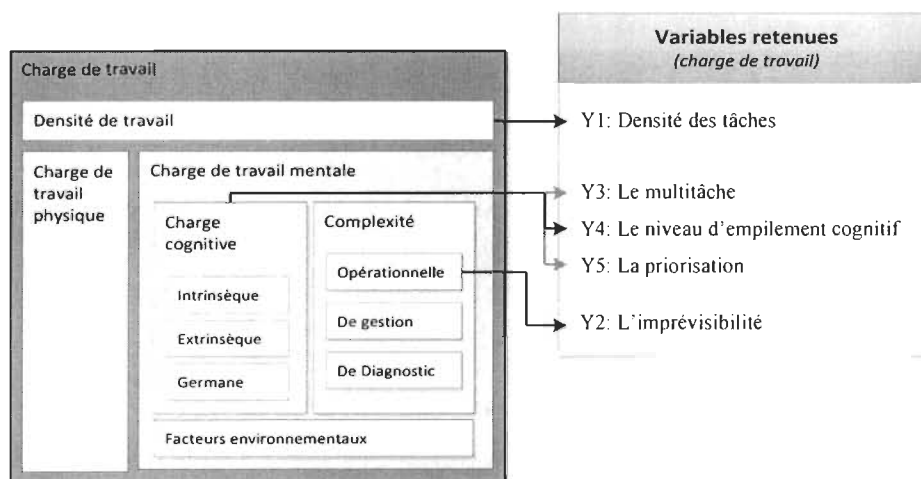 Charge de travail
Densité de travail
Charge de
travail
physique
Charge de travail mentale
Charge
cognitive
Intrinsèque
Extrinsèque
Germane
Complexité
Opérationnelle
De gestion
De Diagnostic
Facteurs environnementaux
Variables retenues
(charge de travail)
Y1: Densité des tâches
Y3: Le multitâche
Y4: Le niveau d'empilement cognitif
Y5: La priorisation
Y2: L'imprévisibilité